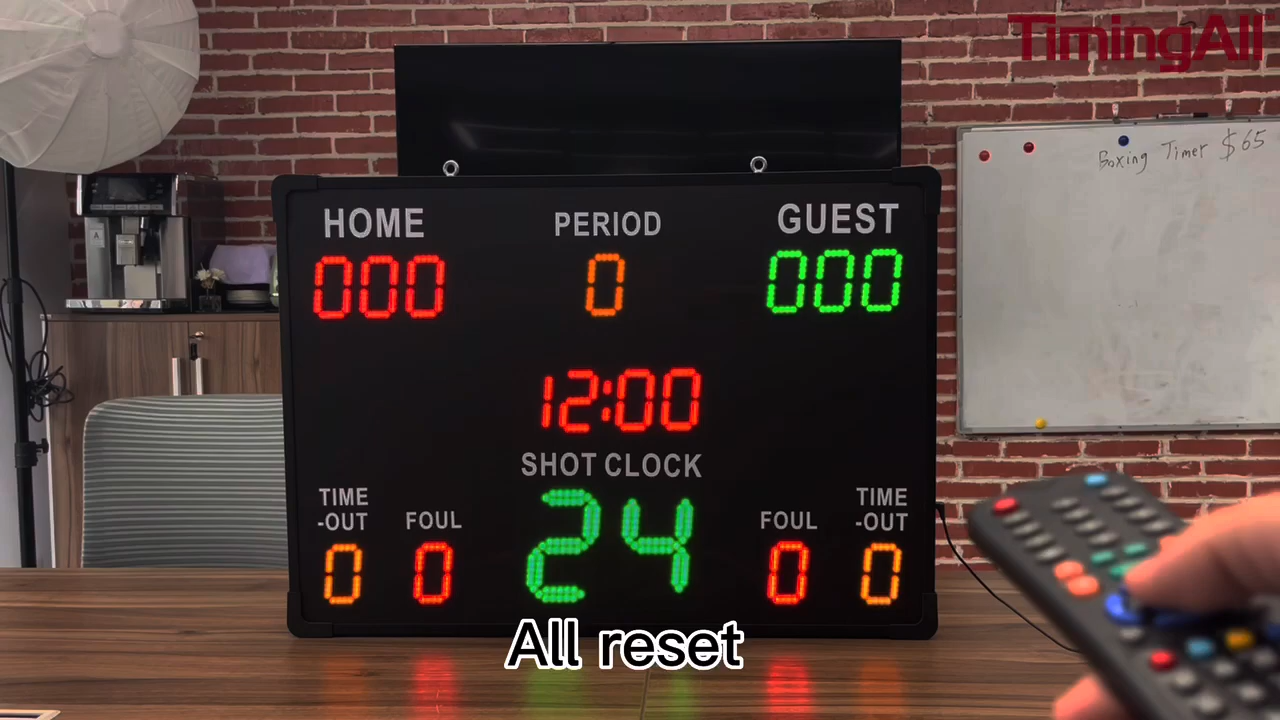 TimingAll
Boxing Timer $65
HOME PERIOD GUEST
000 0 000
12:00
SHOT CLOCK
TIME
-OUT
FOUL
24
FOUL
TIME
-OUT
0 0 0 0
All reset